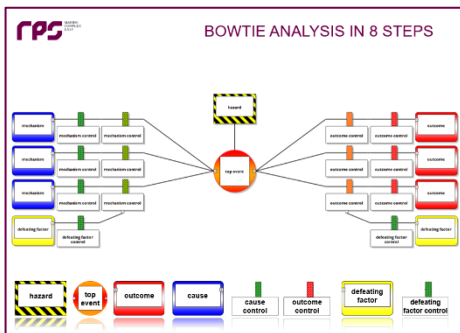 rps
MAKING
COMPLEX
EASY
BOWTIE ANALYSIS IN 8 STEPS
hazard
mechanism
mechanism control
mechanism control
outcome control
outcome control
outcome
mechanism
mechanism control
mechanism control
top event
outcome control
outcome control
outcome
mechanism
mechanism control
mechanism control
outcome control
outcome control
outcome
defeating factor
defeating factor
control
defeating factor
control
defeating factor
hazard
top
event
outcome
cause
cause
control
outcome
control
defeating
factor
defeating
factor control